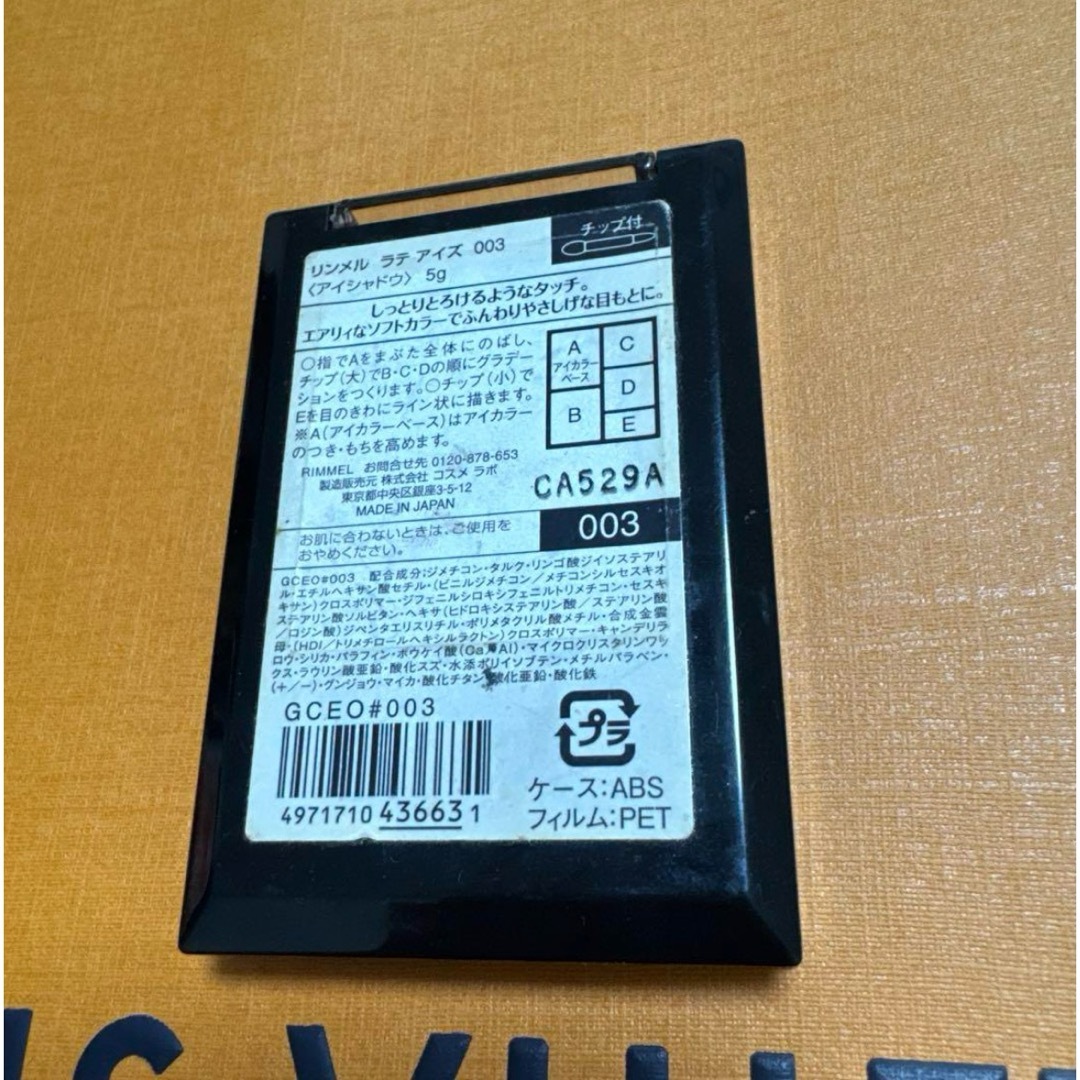 チップ付
リンメル ラテ アイズ 003
〈アイシャドウ〉 5g
しっとりとろけるようなタッチ。
エアリィなソフトカラーでふんわりやさしげな目もとに。
○指でAをまぶた全体にのばし、
チップ(大)でB・C・Dの順にグラデー
ションをつくります。○チップ(小)で
Eを目のきわにライン状に描きます。
※A(アイカラーベース)はアイカラー
のつき・もちを高めます。
A
アイカラー
ベース
B
C
D
E
RIMMEL お問合せ先 0120-878-653
製造販売元 株式会社 コスメ ラボ
東京都中央区銀座3-5-12
MADE IN JAPAN
CA529A
お肌に合わないときは、ご使用を
おやめください。
003
GCEO#003 配合成分:ジメチコン・タルク・リンゴ酸ジイソステアリ
ル・エチルヘキサン酸セチル・(ビニルジメチコン/メチコンシルセスキオ
キサン)クロスポリマー・ジフェニルシロキシフェニルトリメチコン・セスキ
ステアリン酸ソルビタン・ヘキサ(ヒドロキシステアリン酸/ステアリン酸
/ロジン酸)ジペンタエリスリチル・ポリメタクリル酸メチル・合成金雲
母・(HDI/トリメチロールヘキシルラクトン)クロスポリマー・キャンデリラ
ロウ・シリカ・パラフィン・ホウケイ酸(Ca/Al)・マイクロクリスタリンワッ
クス・ラウリン酸亜鉛・酸化スズ・水添ポリイソブテン・メチルパラベン・
(+/−)・グンジョウ・マイカ・酸化チタン・酸化亜鉛・酸化鉄
GCEO#003
4971710 436631
プラ
ケース:ABS
フィルム:PET